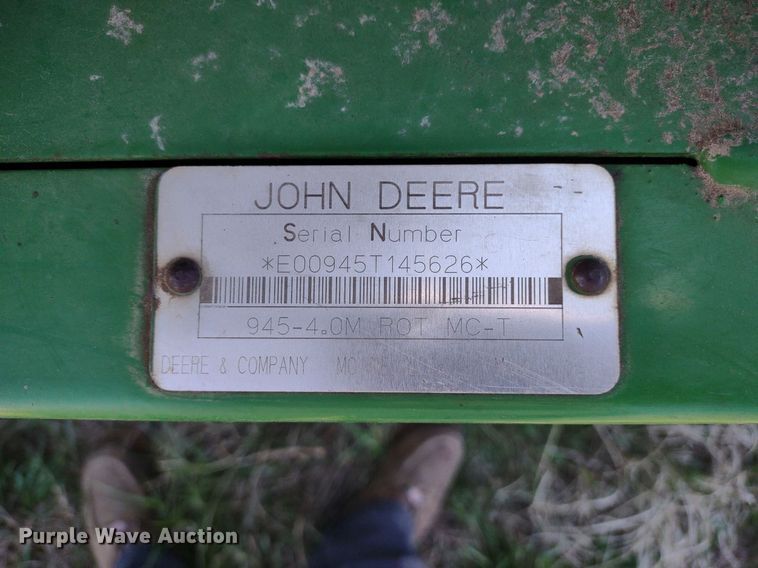 JOHN DEERE
Serial Number
*E00945T145626*
945-4.0M ROT MC-T
DEERE & COMPANY
Purple Wave Auction